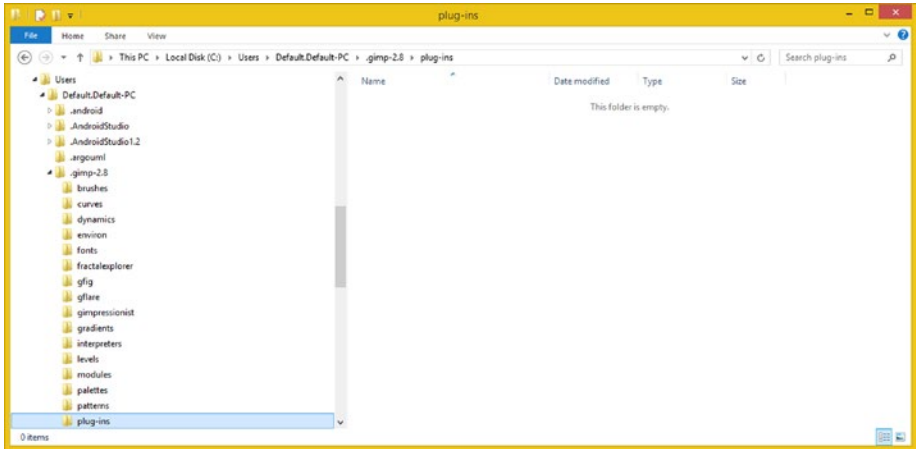 plug-ins
File Home Share View
This PC Local Disk (C:) Users Default.Default-PC .gimp-2.8 plug-ins
Search plug-ins
Name Date modified Type Size
This folder is empty.
Users
Default.Default-PC
.android
.AndroidStudio
.AndroidStudio1.2
.argouml
.gimp-2.8
brushes
curves
dynamics
environ
fonts
fractalexplorer
gfig
gflare
gimpressionist
gradients
interpreters
levels
modules
palettes
patterns
plug-ins
0 items